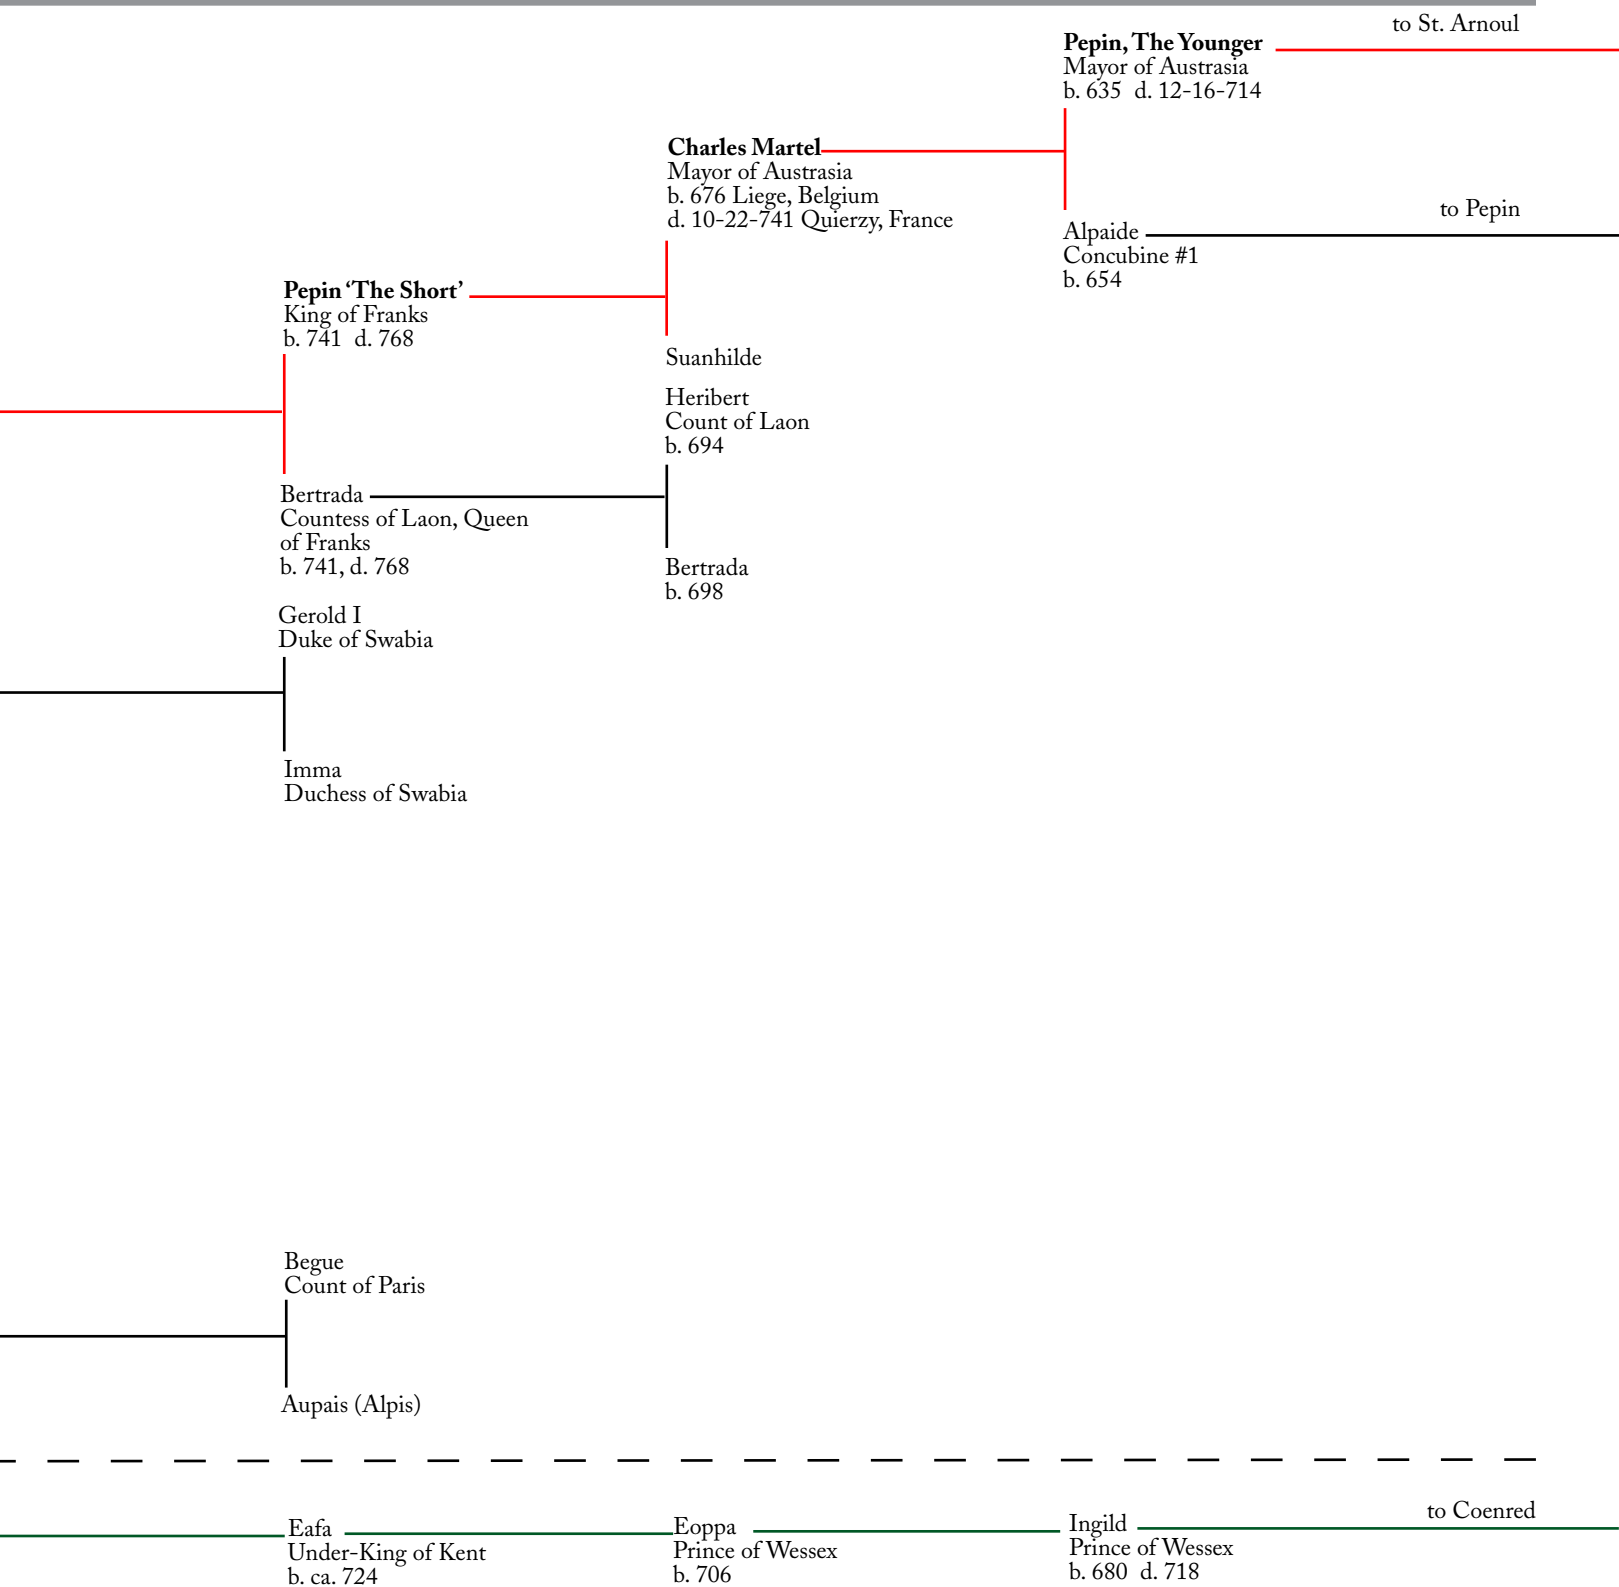 to St. Arnoul
Pepin, The Younger
Mayor of Austrasia
b. 635 d. 12-16-714
Charles Martel
Mayor of Austrasia
b. 676 Liege, Belgium
d. 10-22-741 Quierzy, France
to Pepin
Alpaide
Concubine #1
b. 654
Pepin ‘The Short’
King of Franks
b. 741 d. 768
Suanhilde
Heribert
Count of Laon
b. 694
Bertrada
Countess of Laon, Queen
of Franks
b. 741, d. 768
Bertrada
b. 698
Gerold I
Duke of Swabia
Imma
Duchess of Swabia
Begue
Count of Paris
Aupais (Alpis)
Eafa
Under-King of Kent
b. ca. 724
Eoppa
Prince of Wessex
b. 706
Ingild
Prince of Wessex
b. 680 d. 718
to Coenred